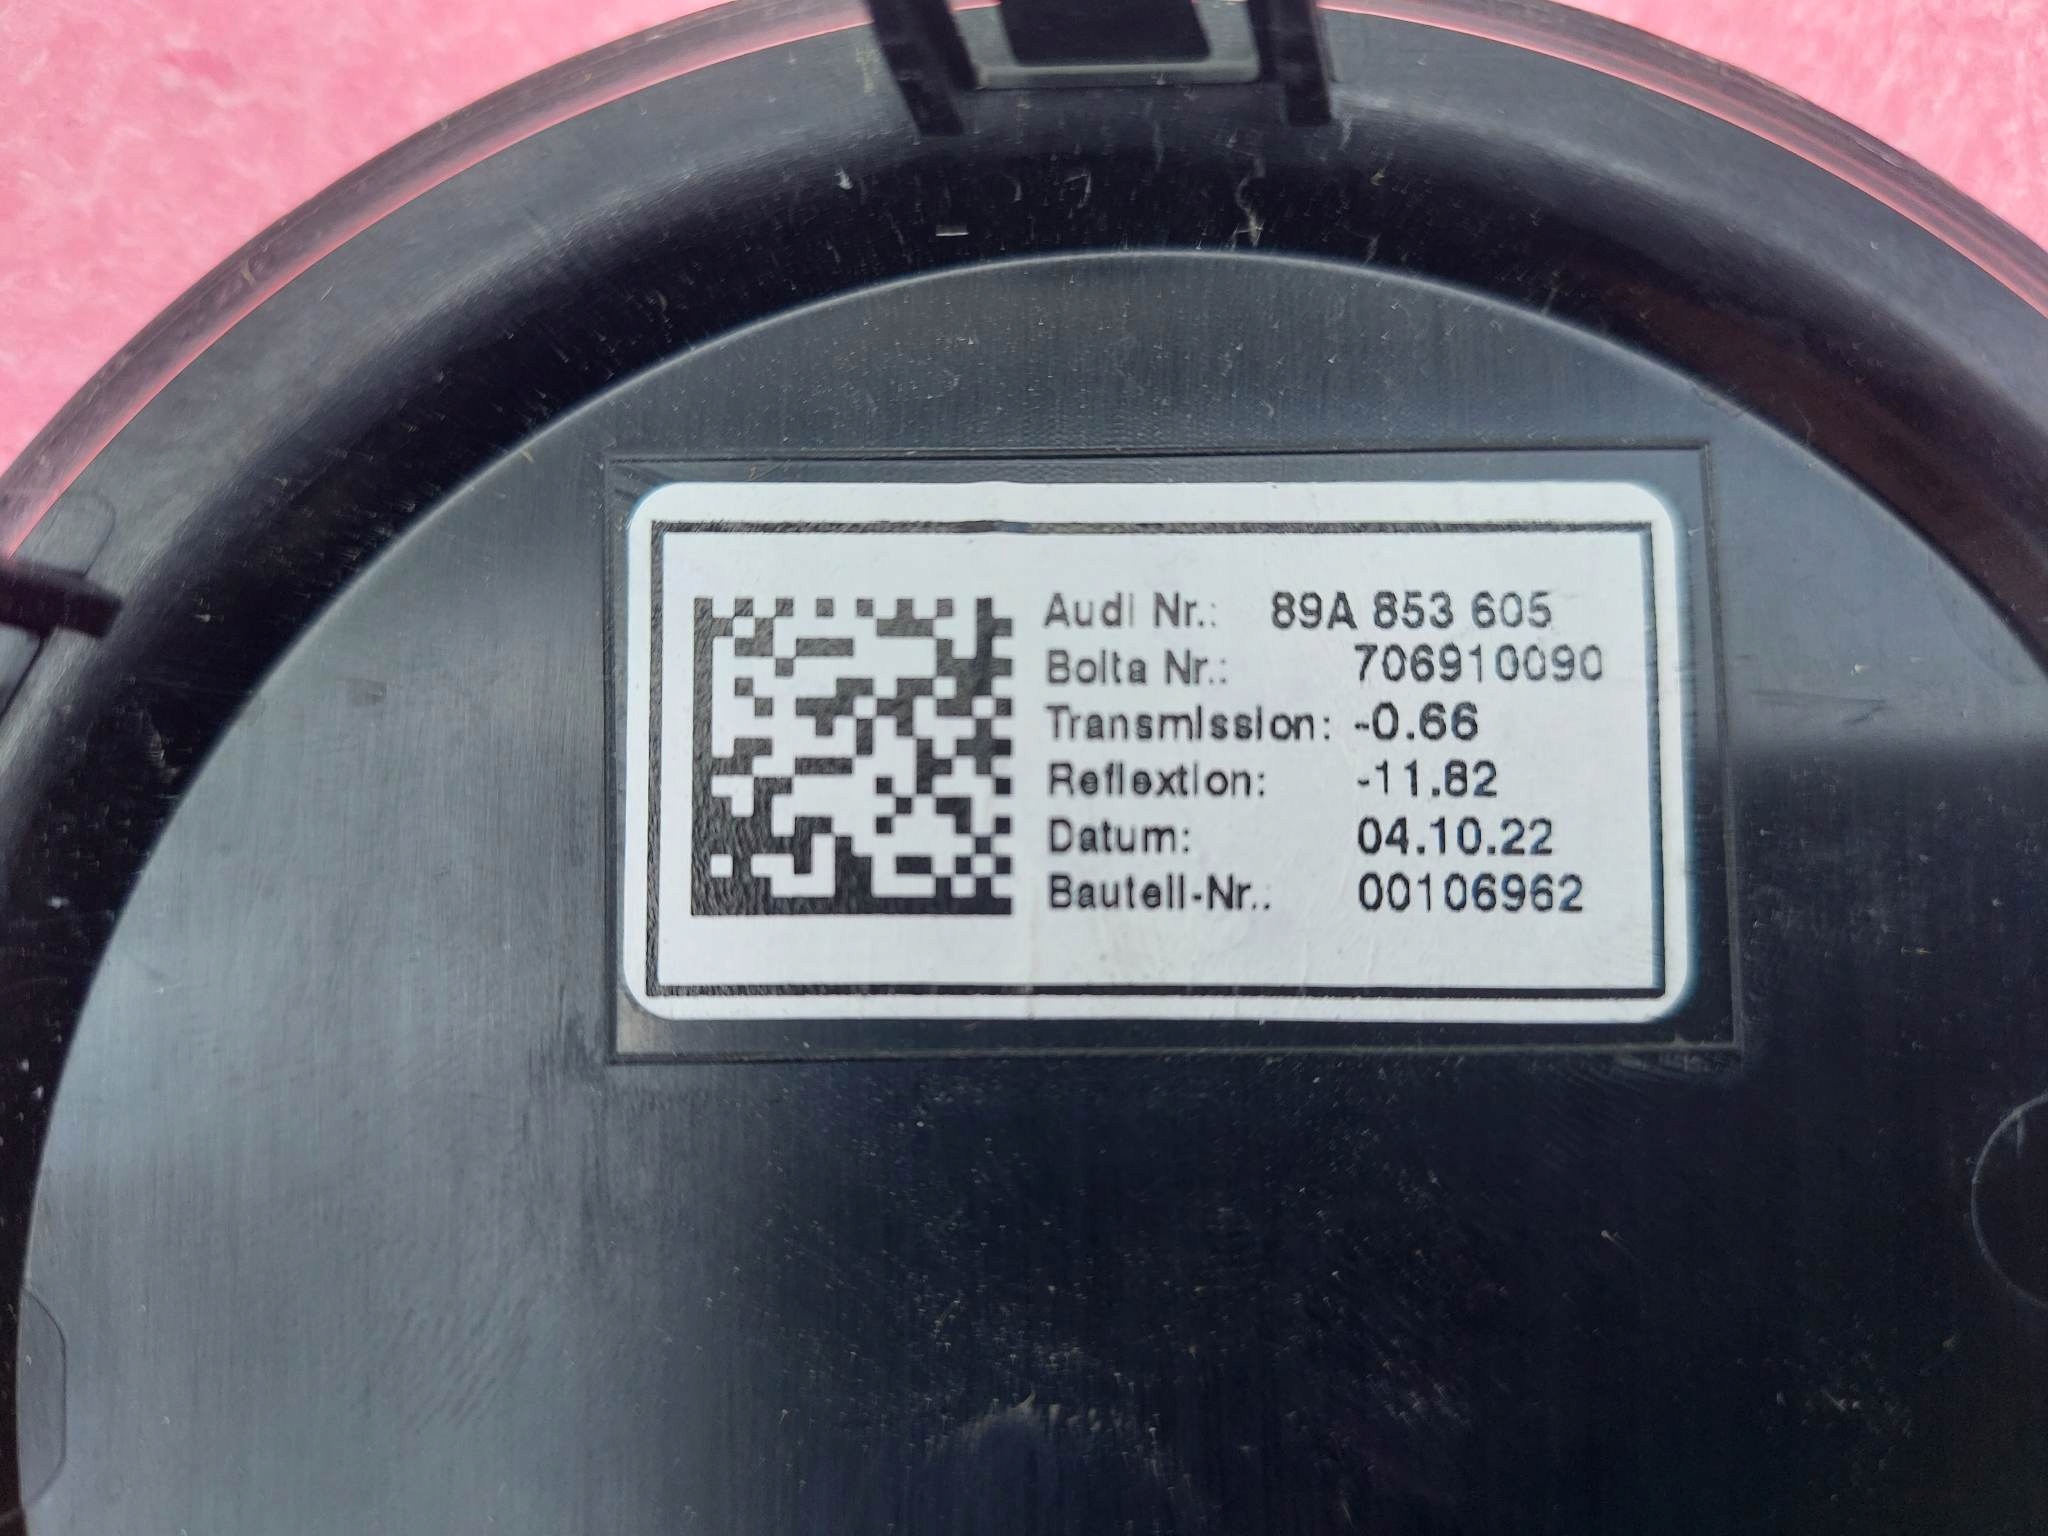 Audi Nr.: 89A 853 605
Bolta Nr.: 706910090
Transmission: -0.66
Reflextion: -11.82
Datum: 04.10.22
Bauteil-Nr.: 00106962